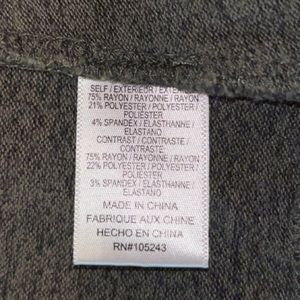 SELF / EXTERIEUR / EXTERIOR
75% RAYON / RAYONNE / RAYON
21% POLYESTER / POLYESTER /
POLIÉSTER
4% SPANDEX / ELASTHANNE /
ELASTANO
CONTRAST / CONTRASTE /
CONTRASTE:
75% RAYON / RAYONNE / RAYON
22% POLYESTER / POLYESTER /
POLIESTER
3% SPANDEX / ELASTHANNE /
ELASTANO
MADE IN CHINA
FABRIQUE AUX CHINE
HECHO EN CHINA
RN#105243